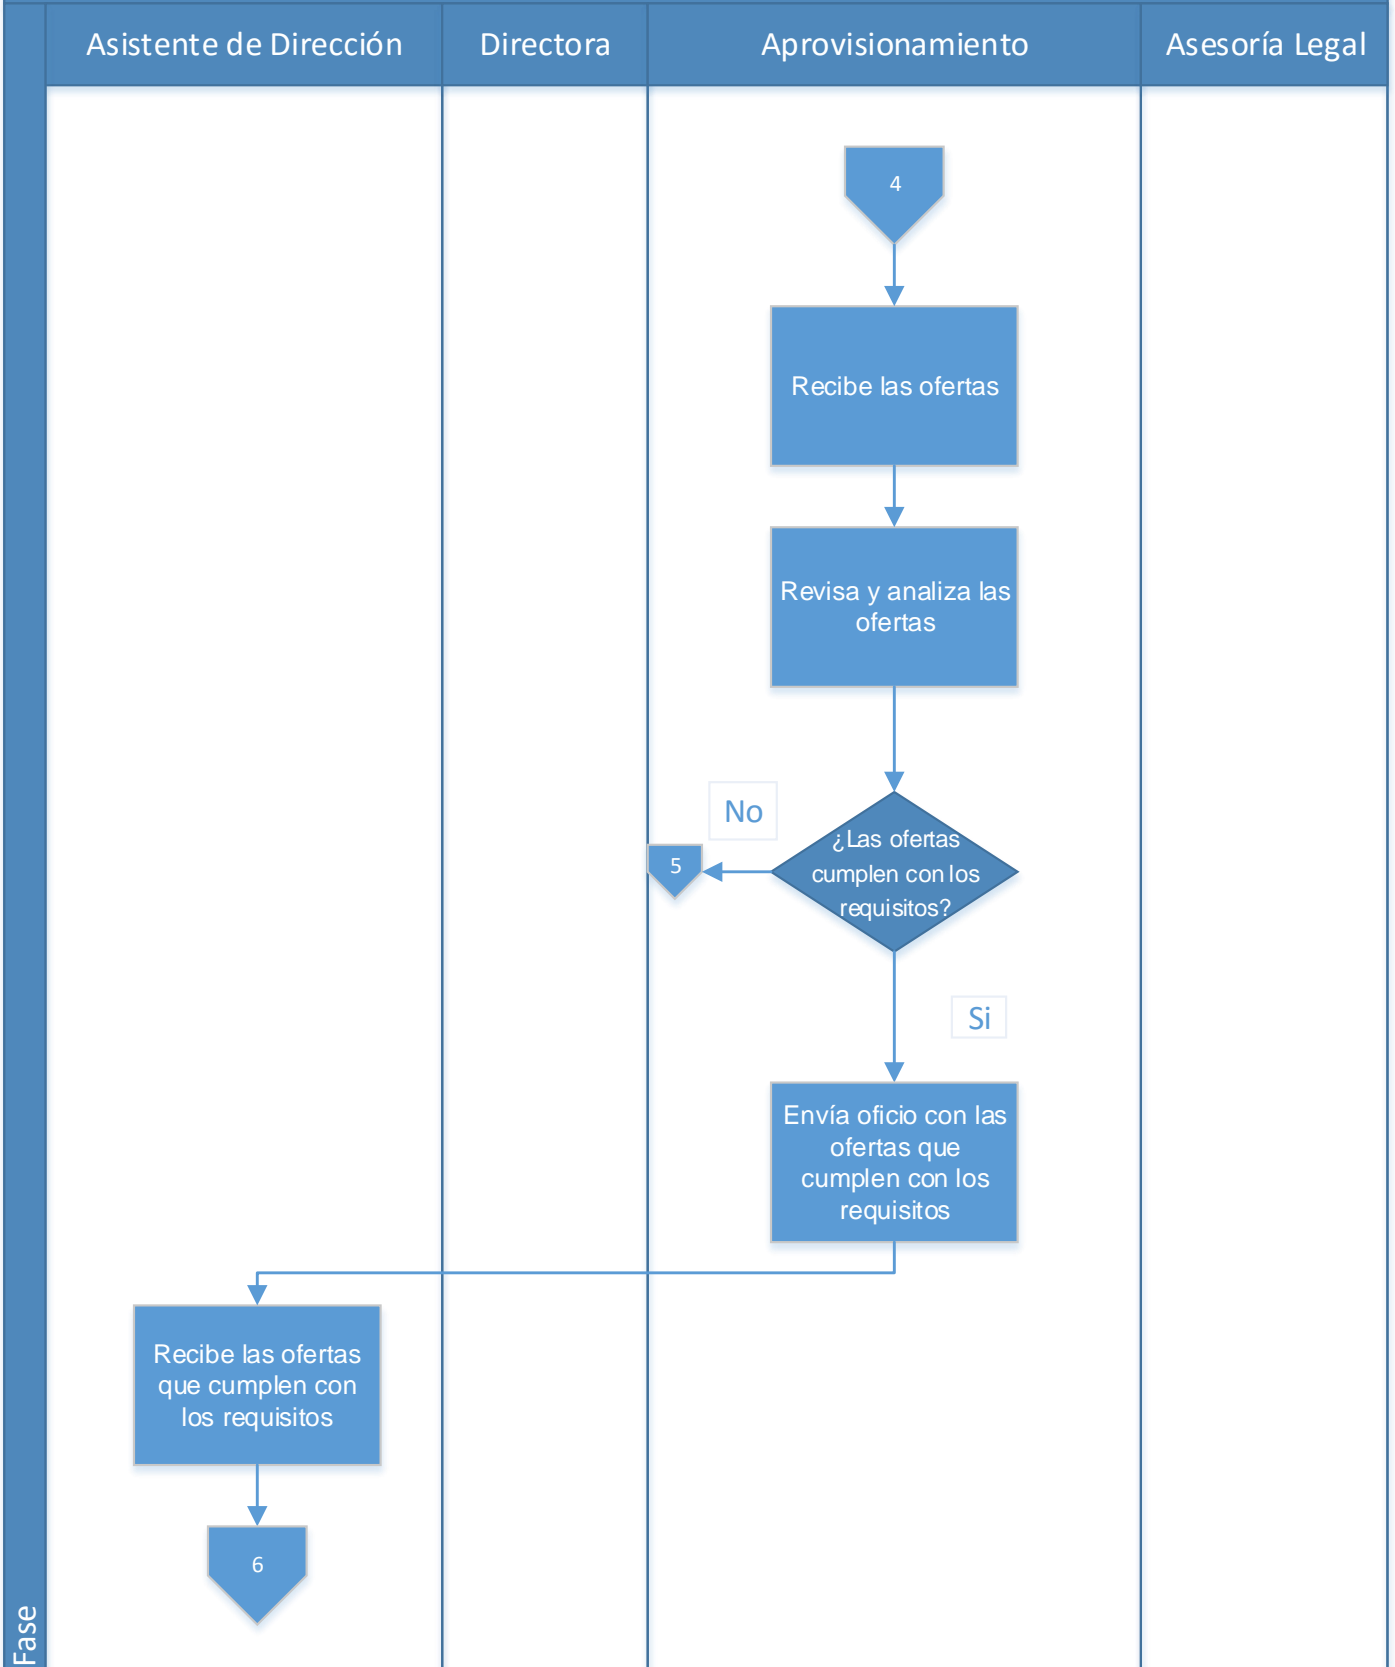 Asistente de Dirección
Directora
Aprovisionamiento
Asesoría Legal
4
Recibe las ofertas
Revisa y analiza las
ofertas
No
¿Las ofertas
cumplen con los
requisitos?
5
Si
Envía oficio con las
ofertas que
cumplen con los
requisitos
Recibe las ofertas
que cumplen con
los requisitos
6
Fase